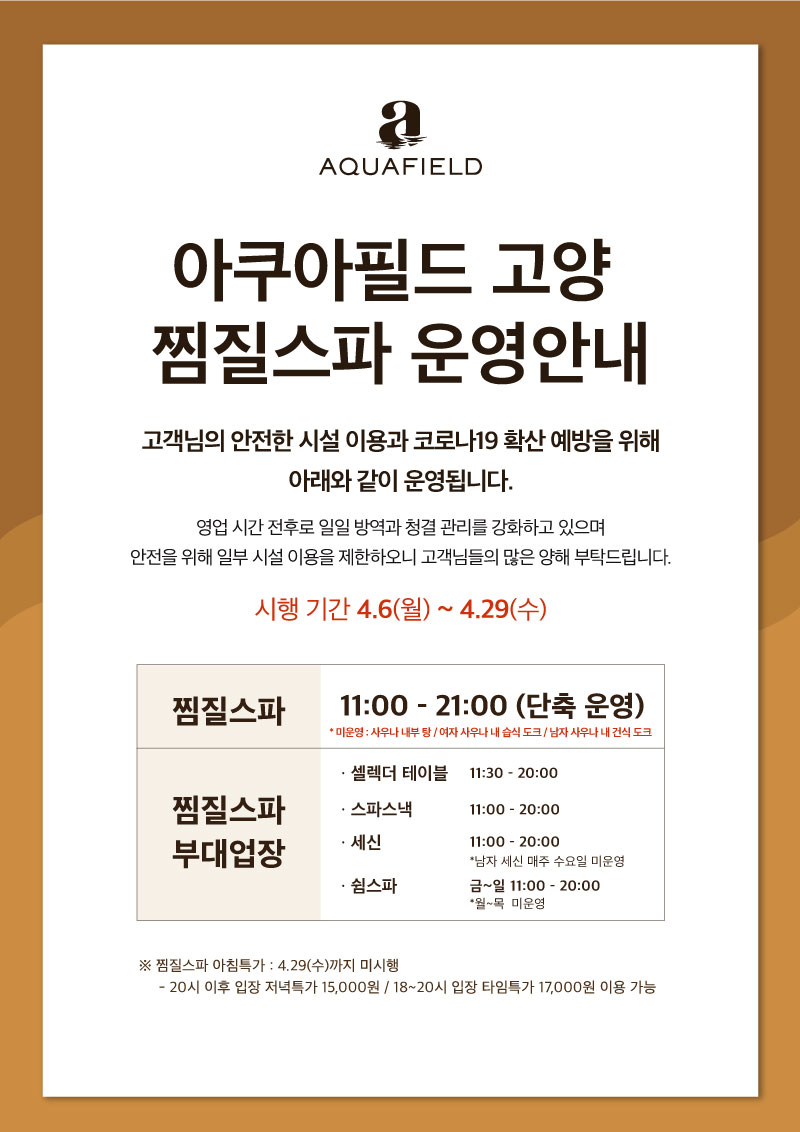 a
AQUAFIELD
아쿠아필드 고양
찜질스파 운영안내
고객님의 안전한 시설 이용과 코로나19 확산 예방을 위해
아래와 같이 운영됩니다.
영업 시간 전후로 일일 방역과 청결 관리를 강화하고 있으며
안전을 위해 일부 시설 이용을 제한하오니 고객님들의 많은 양해 부탁드립니다.
시행 기간 4.6(월) ~ 4.29(수)
찜질스파
11:00 - 21:00 (단축 운영)
* 미운영 : 사우나 내부 탕 / 여자 사우나 내 습식 도크 / 남자 사우나 내 건식 도크
찜질스파
부대업장
· 셀렉더 테이블 11:30 - 20:00
· 스파스낵 11:00 - 20:00
· 세신 11:00 - 20:00
*남자 세신 매주 수요일 미운영
· 쉼스파 금~일 11:00 - 20:00
*월~목 미운영
※ 찜질스파 아침특가 : 4.29(수)까지 미시행
- 20시 이후 입장 저녁특가 15,000원 / 18~20시 입장 타임특가 17,000원 이용 가능